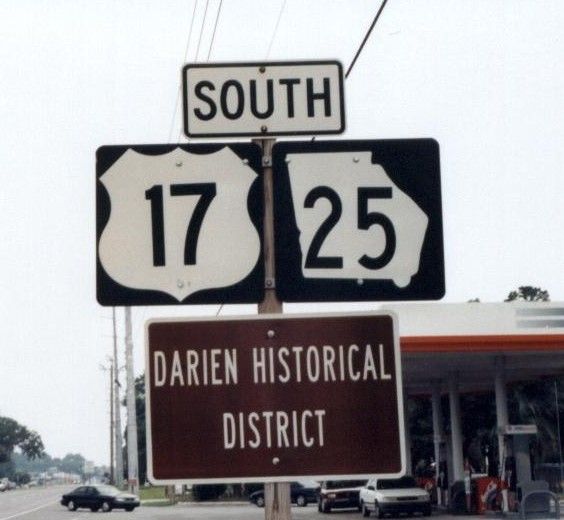 SOUTH
17 25
DARIEN HISTORICAL
DISTRICT